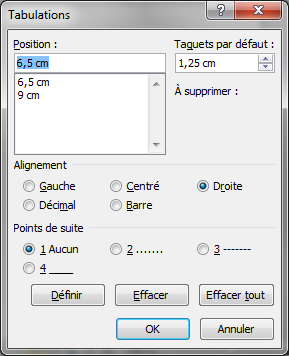 Tabulations
Position : Taquets par défaut :
6,5 cm 1,25 cm
6,5 cm
9 cm
À supprimer :
Alignement
Gauche Centré Droite
Décimal Barre
Points de suite
1 Aucun 2 ....... 3 -------
4 ____
Définir Effacer Effacer tout
OK Annuler